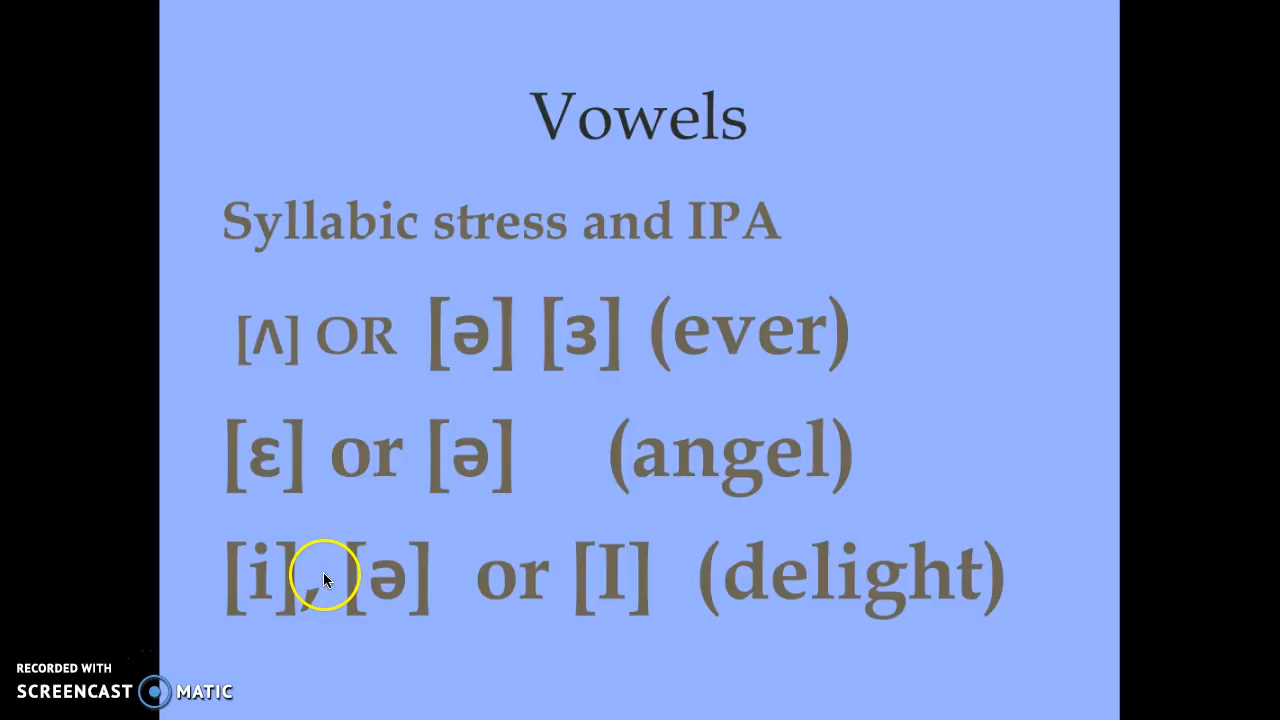 Vowels
Syllabic stress and IPA
[ʌ] OR [ə] [ɜ] (ever)
[ɛ] or [ə] (angel)
[i], [ə] or [I] (delight)
RECORDED WITH
SCREENCAST MATIC